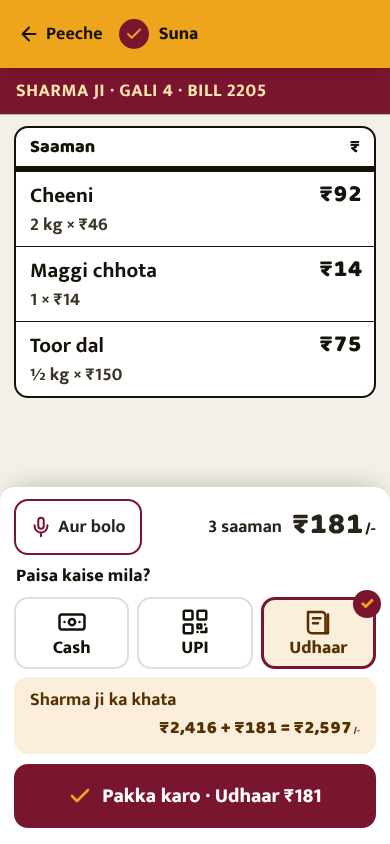 Peeche Suna
SHARMA JI · GALI 4 · BILL 2205
Saaman ₹
Cheeni ₹92
2 kg × ₹46
Maggi chhota ₹14
1 × ₹14
Toor dal ₹75
½ kg × ₹150
Aur bolo 3 saaman ₹181/-
Paisa kaise mila?
Cash UPI Udhaar
Sharma ji ka khata
₹2,416 + ₹181 = ₹2,597/-
Pakka karo · Udhaar ₹181